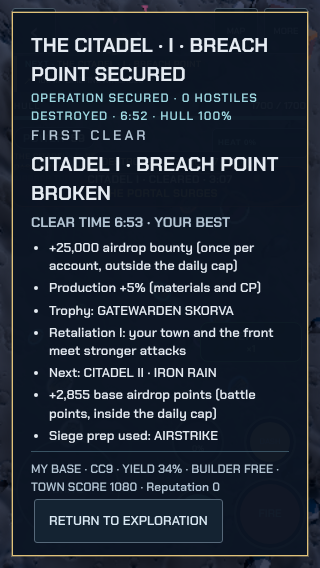 THE CITADEL · I · BREACH
POINT SECURED
OPERATION SECURED · 0 HOSTILES
DESTROYED · 6:52 · HULL 100%
FIRST CLEAR
CITADEL I · BREACH POINT
BROKEN
CLEAR TIME 6:53 · YOUR BEST
• +25,000 airdrop bounty (once per
account, outside the daily cap)
• Production +5% (materials and CP)
• Trophy: GATEWARDEN SKORVA
• Retaliation I: your town and the front
meet stronger attacks
• Next: CITADEL II · IRON RAIN
• +2,855 base airdrop points (battle
points, inside the daily cap)
• Siege prep used: AIRSTRIKE
MY BASE · CC9 · YIELD 34% · BUILDER FREE ·
TOWN SCORE 1080 · Reputation 0
RETURN TO EXPLORATION